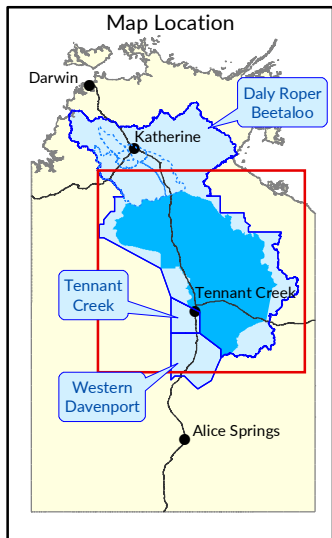 Map Location
Darwin
Daly Roper
Beetaloo
Katherine
Tennant
Creek
Tennant Creek
Western
Davenport
Alice Springs